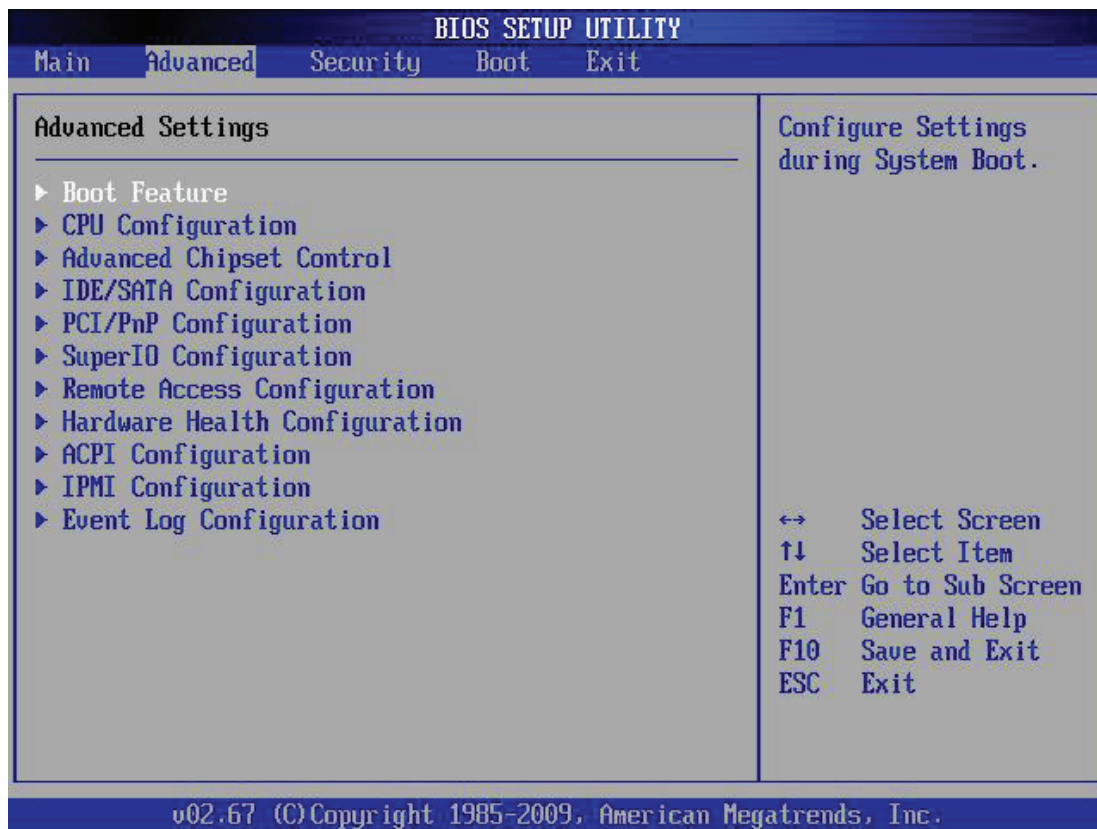 BIOS SETUP UTILITY
Main Advanced Security Boot Exit
Advanced Settings
Boot Feature
CPU Configuration
Advanced Chipset Control
IDE/SATA Configuration
PCI/PnP Configuration
SuperIO Configuration
Remote Access Configuration
Hardware Health Configuration
ACPI Configuration
IPMI Configuration
Event Log Configuration
Configure Settings
during System Boot.
↔ Select Screen
↑↓ Select Item
Enter Go to Sub Screen
F1 General Help
F10 Save and Exit
ESC Exit
v02.67 (C)Copyright 1985-2009, American Megatrends, Inc.